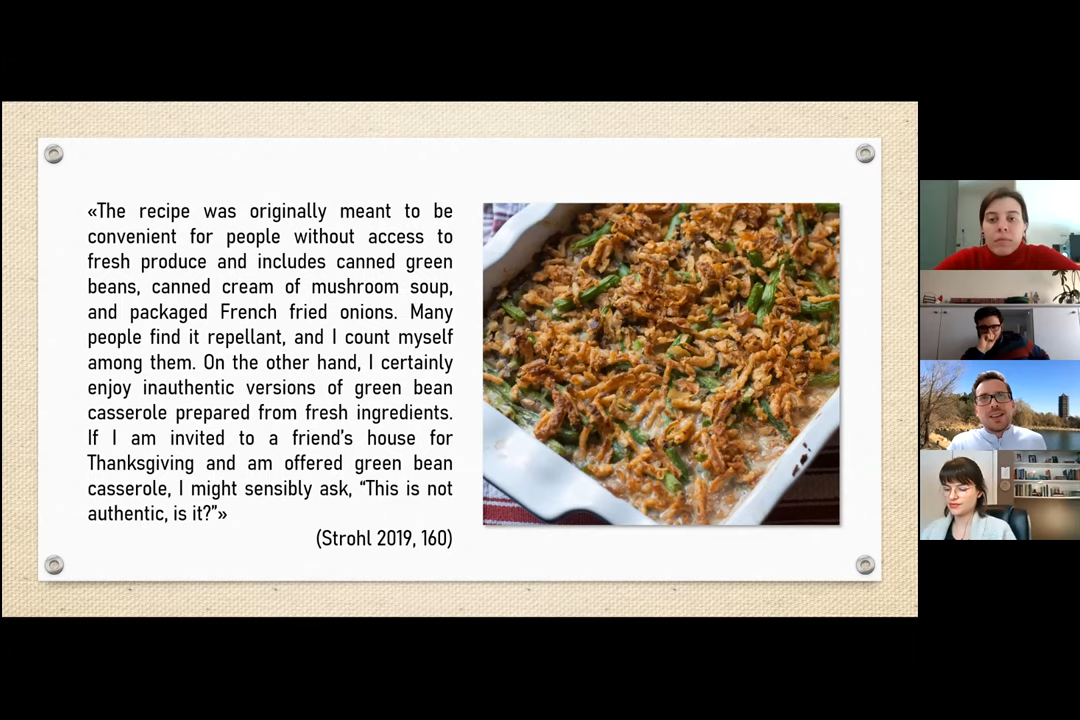 «The recipe was originally meant to be
convenient for people without access to
fresh produce and includes canned green
beans, canned cream of mushroom soup,
and packaged French fried onions. Many
people find it repellant, and I count myself
among them. On the other hand, I certainly
enjoy inauthentic versions of green bean
casserole prepared from fresh ingredients.
If I am invited to a friend's house for
Thanksgiving and am offered green bean
casserole, I might sensibly ask, “This is not
authentic, is it?”»
(Strohl 2019, 160)